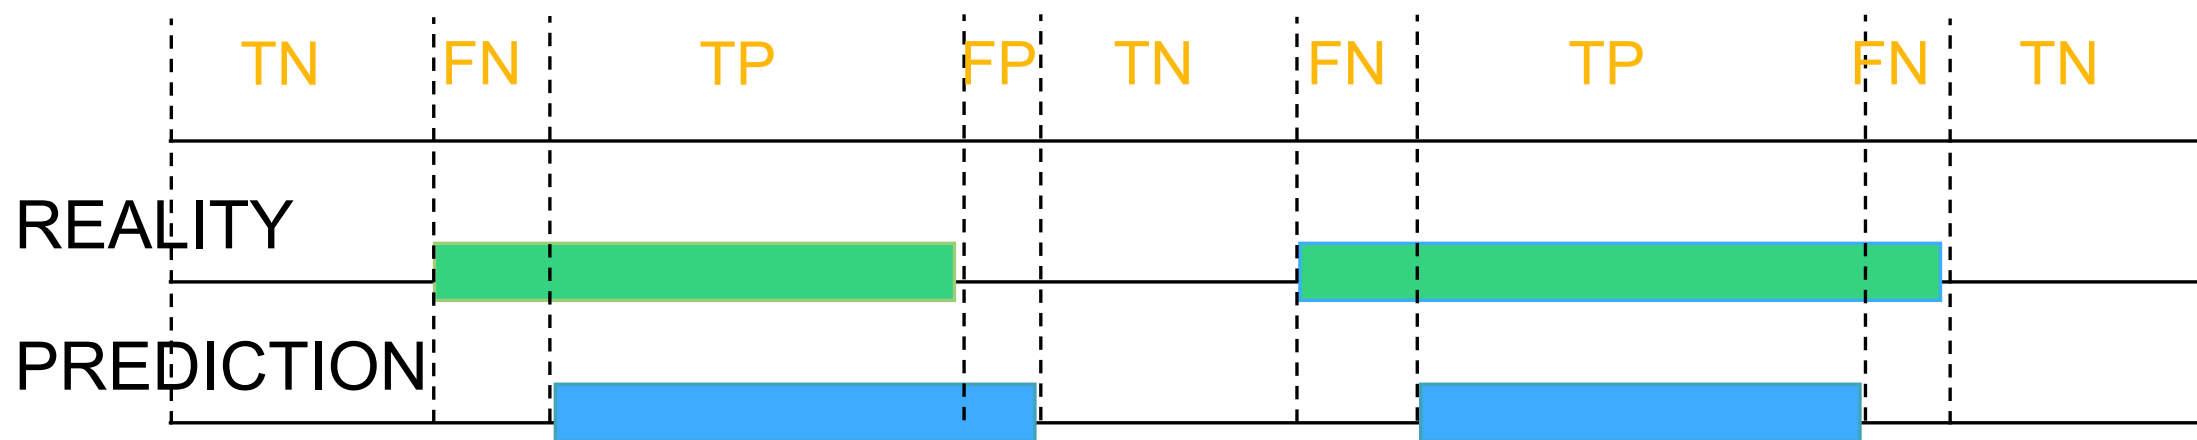 TN FN TP FP TN FN TP FN TN
REALITY
PREDICTION